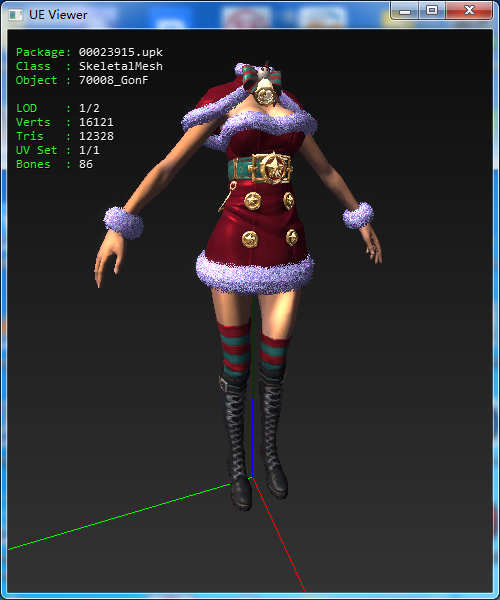 UE Viewer
Package: 00023915.upk
Class : SkeletalMesh
Object : 70008_GonF
LOD : 1/2
Verts : 16121
Tris : 12328
UV Set : 1/1
Bones : 86